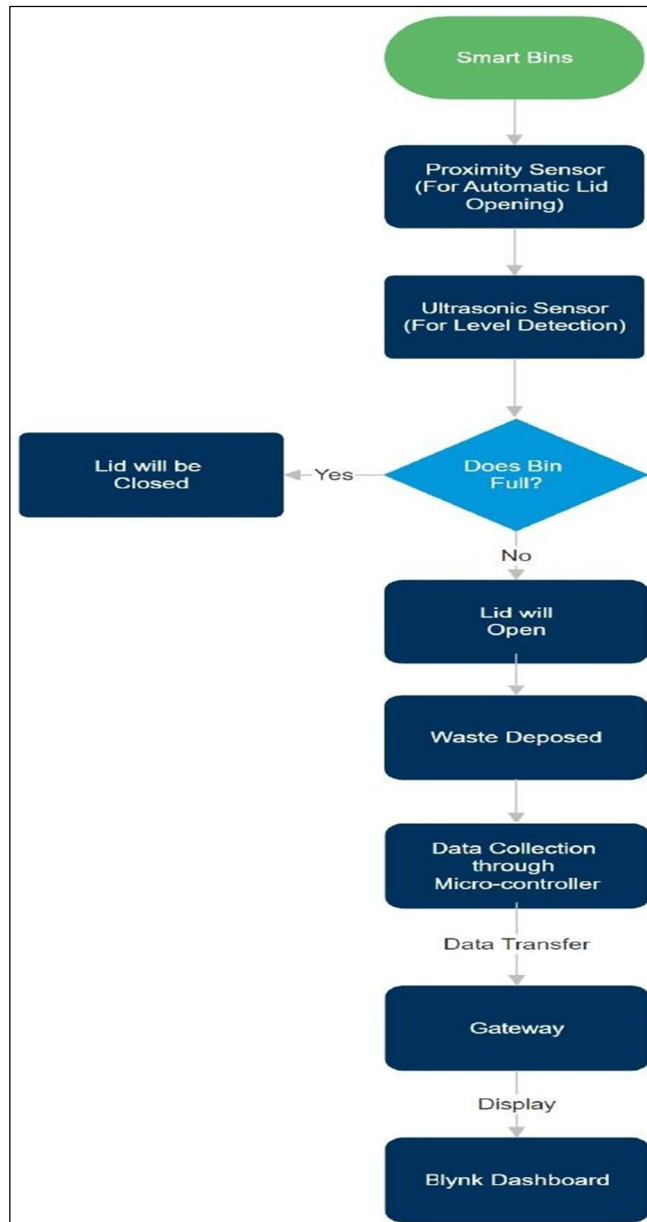 Smart Bins
Proximity Sensor
(For Automatic Lid
Opening)
Ultrasonic Sensor
(For Level Detection)
Does Bin
Full?
Yes
Lid will be
Closed
No
Lid will
Open
Waste Deposed
Data Collection
through
Micro-controller
Data Transfer
Gateway
Display
Blynk Dashboard